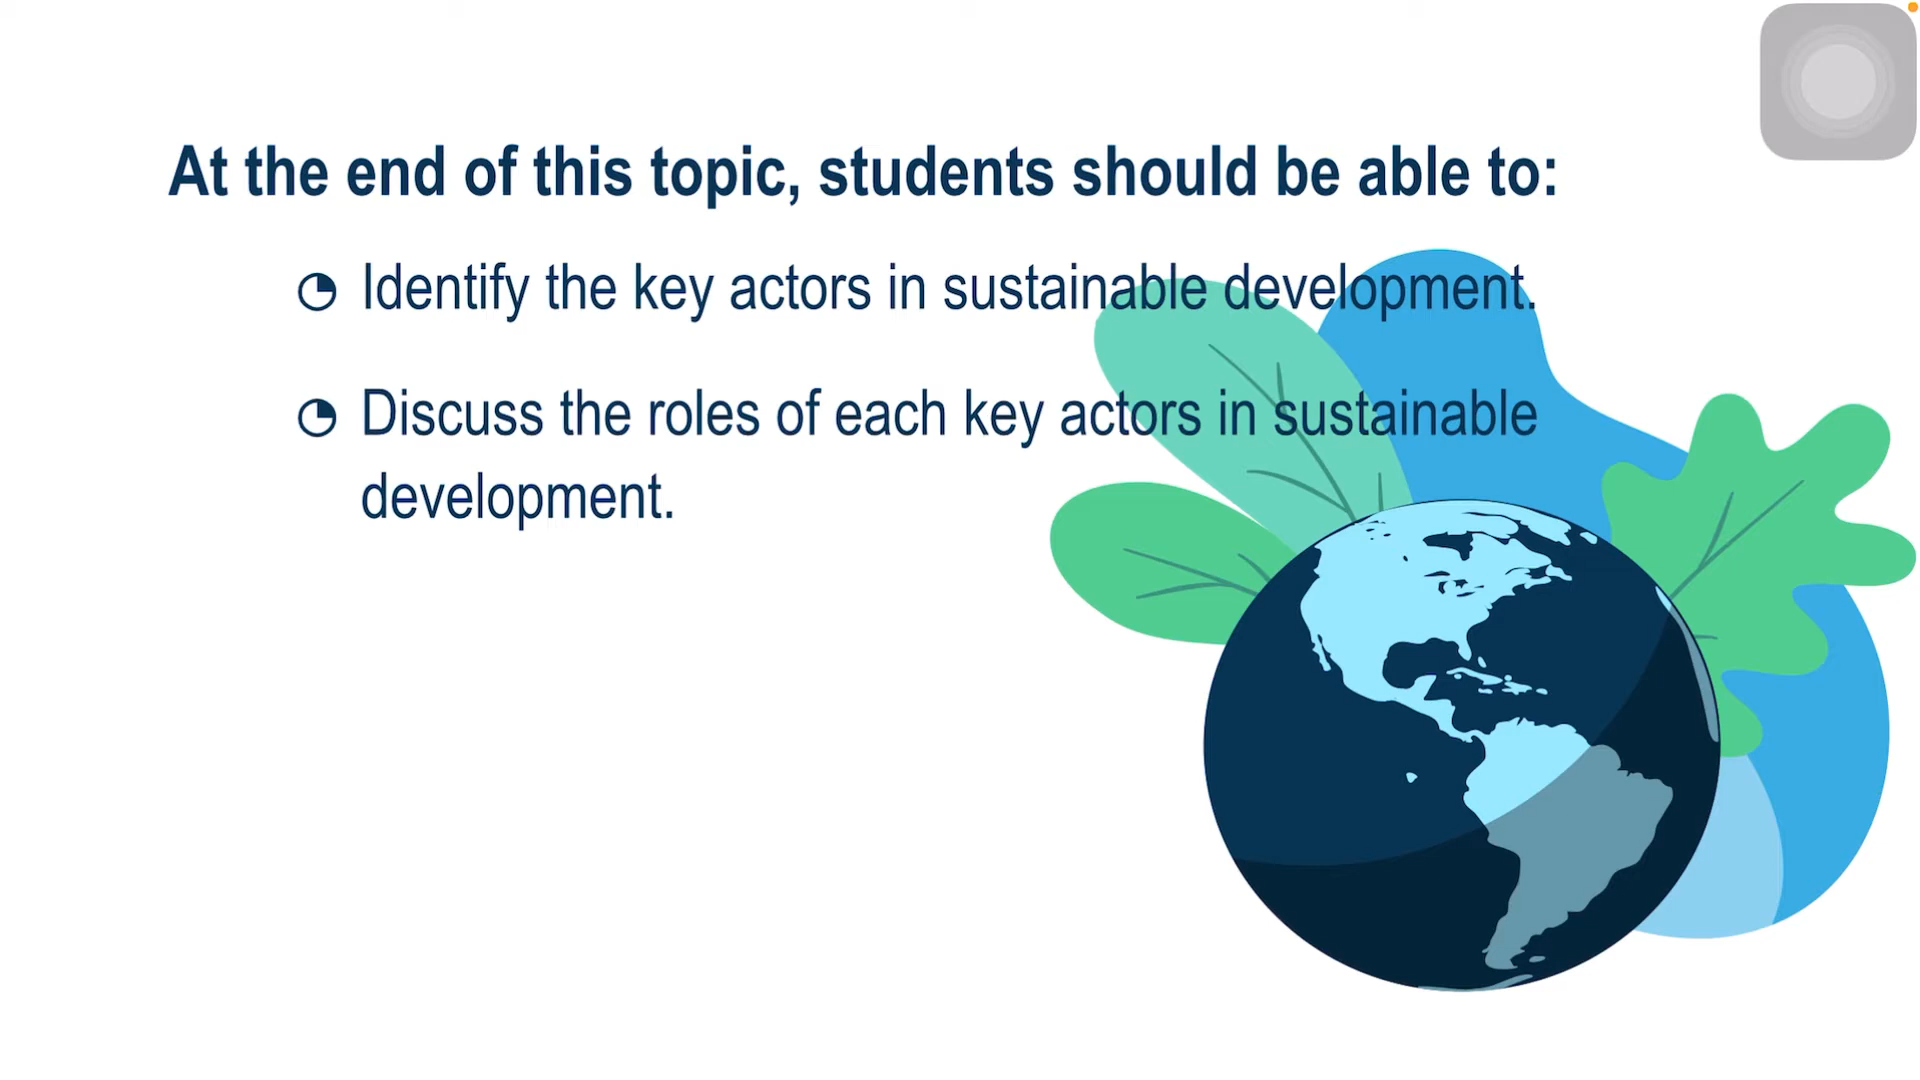 At the end of this topic, students should be able to:
Identify the key actors in sustainable development.
Discuss the roles of each key actors in sustainable
development.